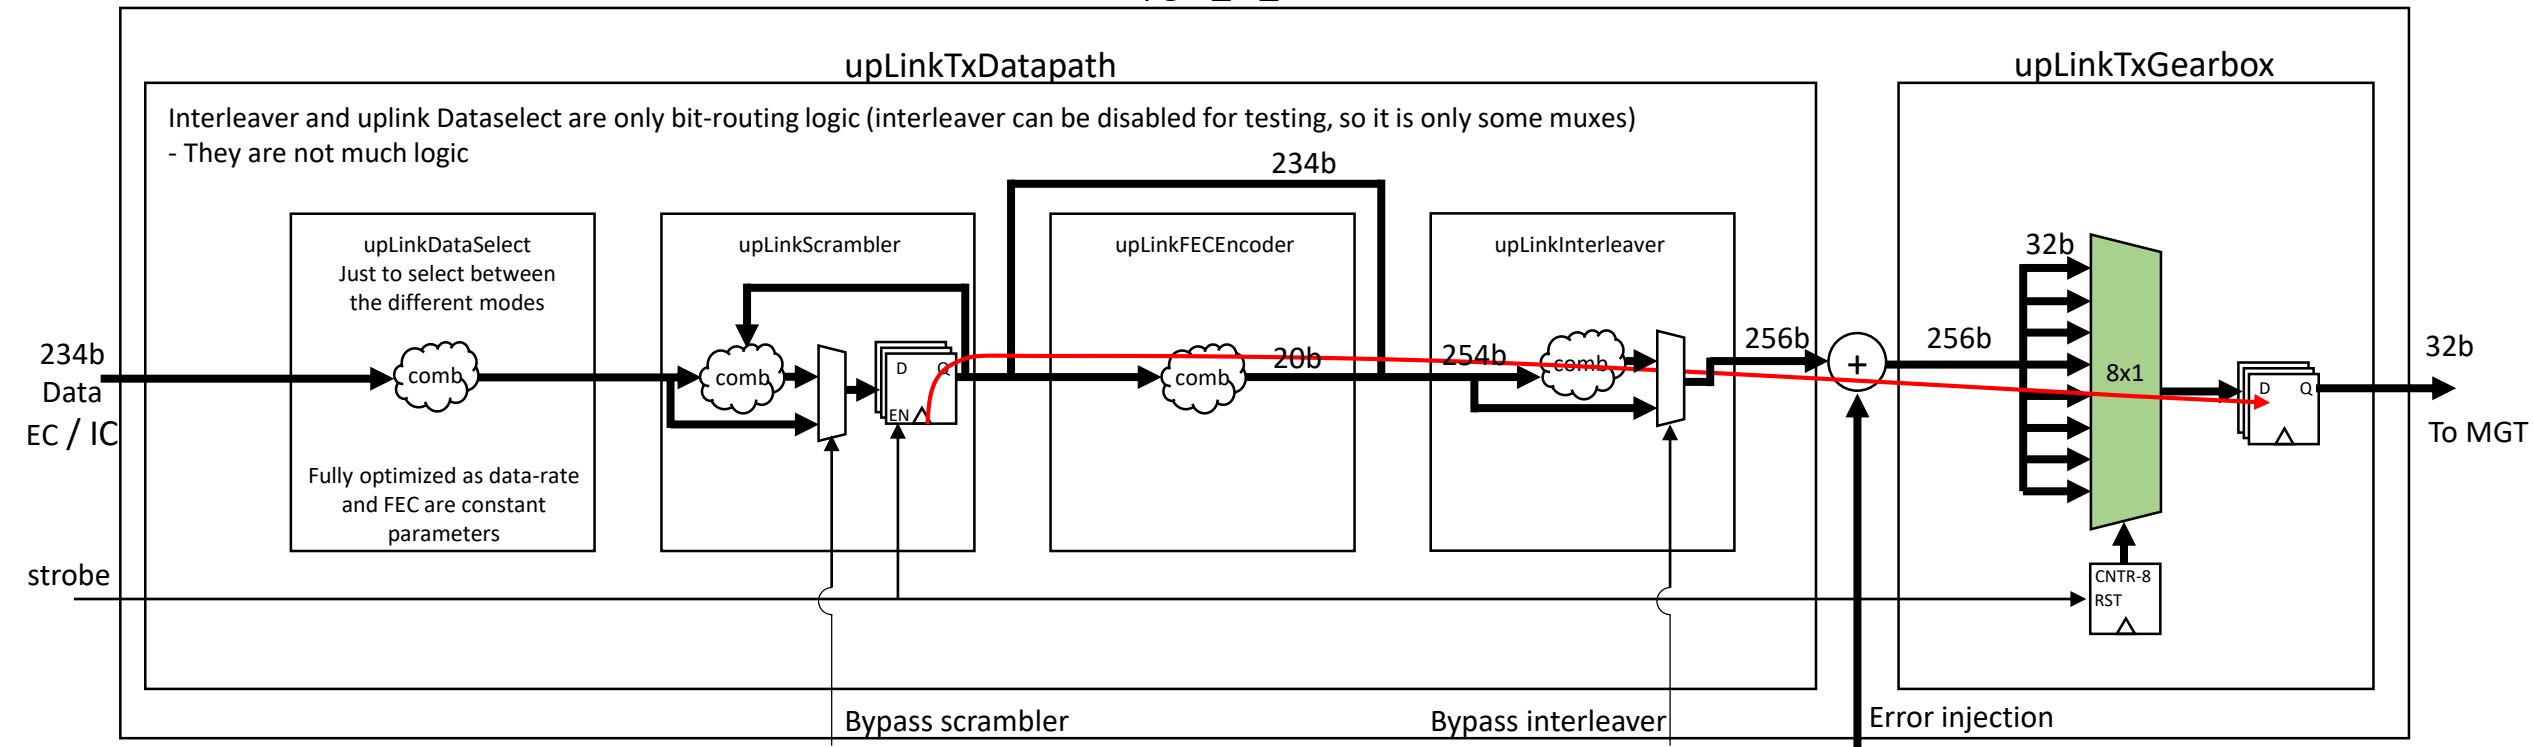 upLinkTxDatapath
upLinkTxGearbox
Interleaver and uplink Dataselect are only bit-routing logic (interleaver can be disabled for testing, so it is only some muxes)
- They are not much logic
234b
upLinkDataSelect
Just to select between
the different modes
comb
Fully optimized as data-rate
and FEC are constant
parameters
upLinkScrambler
comb
D
Q
EN
upLinkFECEncoder
comb
20b
254b
upLinkInterleaver
comb
256b
+
256b
32b
8x1
D
Q
CNTR-8
RST
234b
Data
EC / IC
strobe
32b
To MGT
Bypass scrambler
Bypass interleaver
Error injection